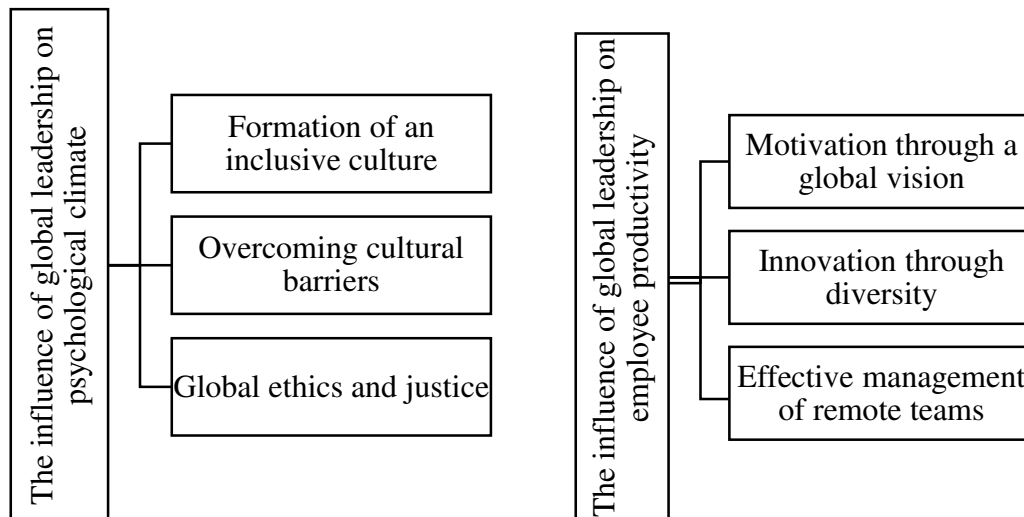 The influence of global leadership on
psychological climate
Formation of an
inclusive culture
Overcoming cultural
barriers
Global ethics and justice
The influence of global leadership on
employee productivity
Motivation through a
global vision
Innovation through
diversity
Effective management
of remote teams